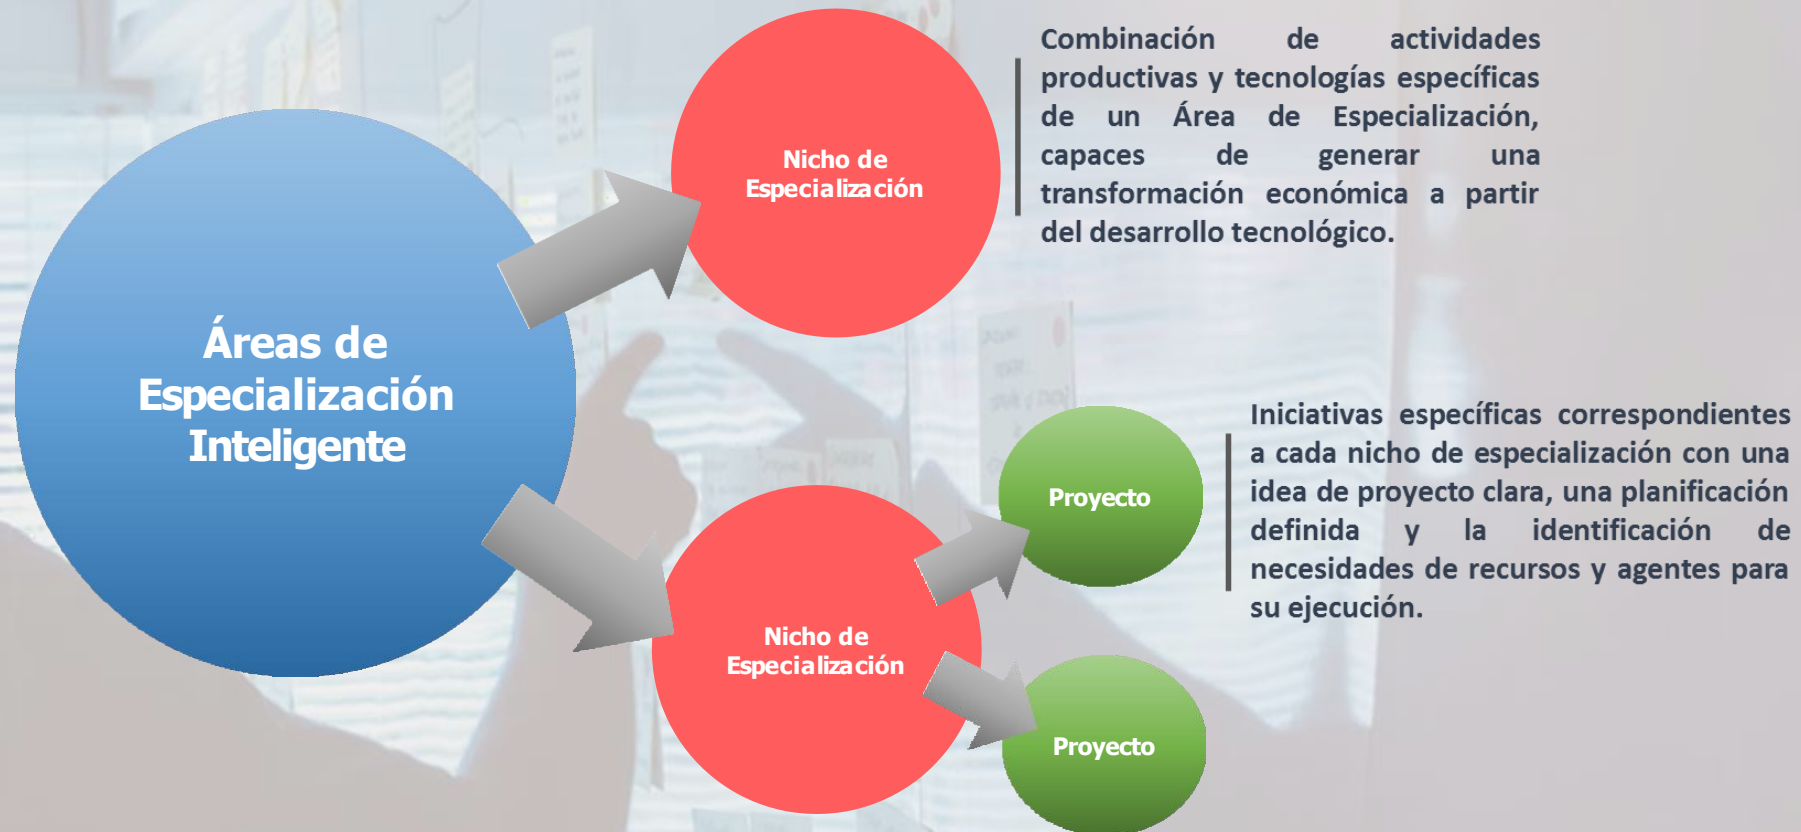 Áreas de
Especialización
Inteligente
Nicho de
Especialización
Combinación de actividades
productivas y tecnologías específicas
de un Área de Especialización,
capaces de generar una
transformación económica a partir
del desarrollo tecnológico.
Nicho de
Especialización
Proyecto
Iniciativas específicas correspondientes
a cada nicho de especialización con una
idea de proyecto clara, una planificación
definida y la identificación de
necesidades de recursos y agentes para
su ejecución.
Proyecto